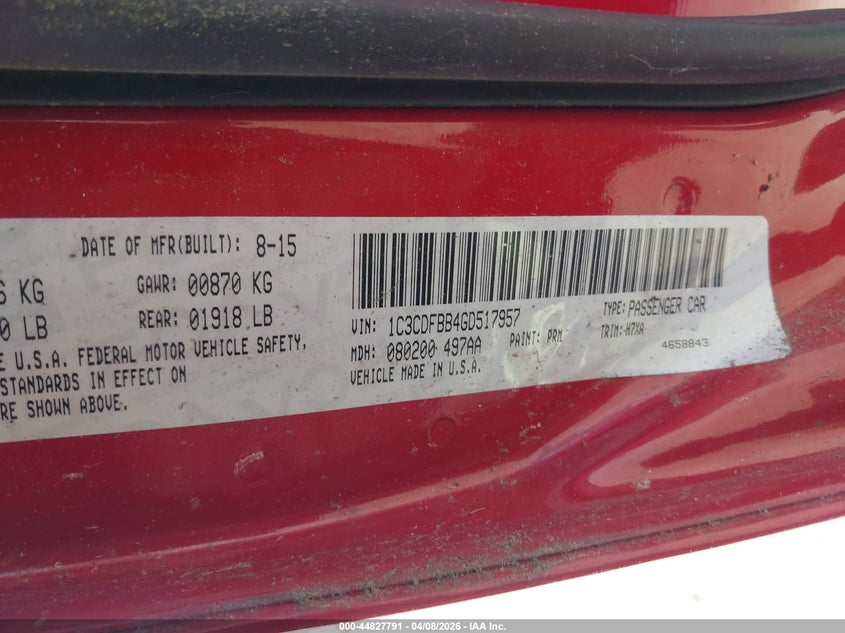 DATE OF MFR(BUILT): 8-15
KG GAWR: 00870 KG
0 LB REAR: 01918 LB
E U.S.A. FEDERAL MOTOR VEHICLE SAFETY,
STANDARDS IN EFFECT ON
RE SHOWN ABOVE.
VIN: 1C3CDFBB4GD517957 TYPE: PASSENGER CAR
MDH: 080200 497AA PAINT: PRM TRIM: H7XA
VEHICLE MADE IN U.S.A. 4658843
000-44827791 - 04/08/2026 - IAA Inc.